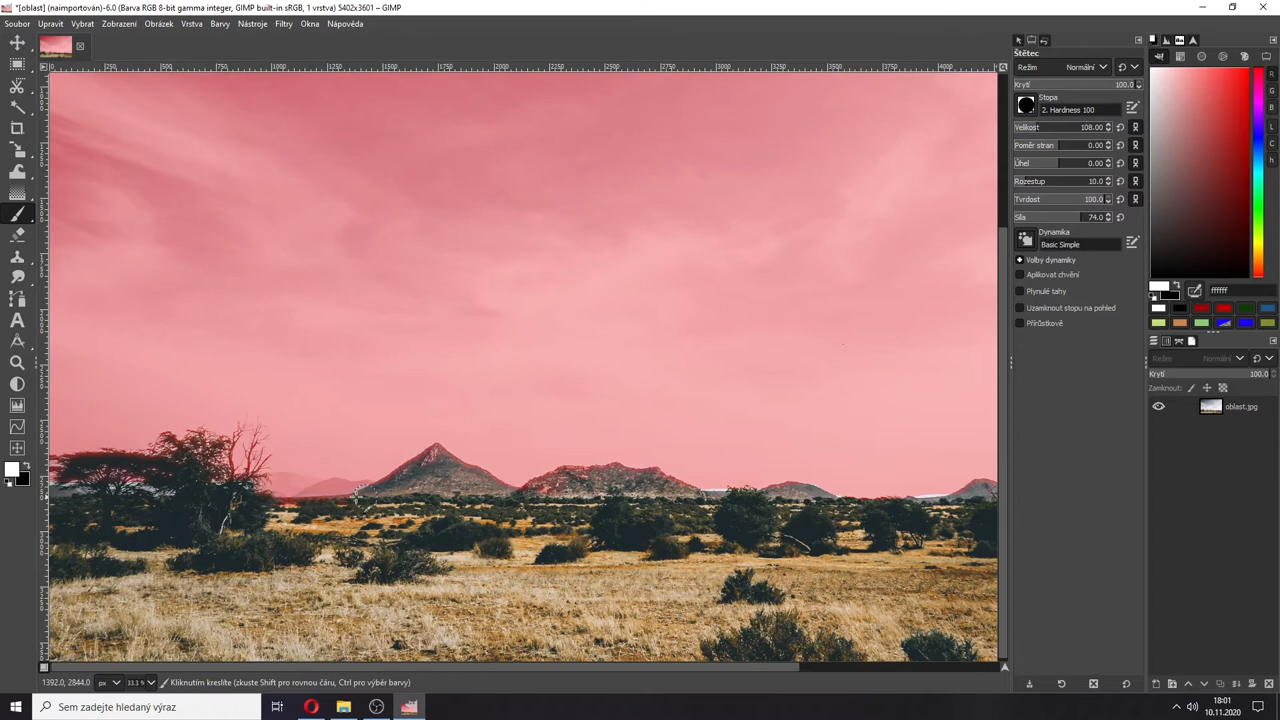 *[oblast] (naimportován)-6.0 (Barva RGB 8-bit gamma integer, GIMP built-in sRGB, 1 vrstva) 5402x3601 – GIMP
Soubor Upravit Vybrat Zobrazení Obrázek Vrstva Barvy Nástroje Filtry Okna Nápověda
Štětec
Režim Normální
Krytí 100.0
Stopa
2. Hardness 100
Velikost 108.00
Poměr stran 0.00
Úhel 0.00
Rozestup 10.0
Tvrdost 100.0
Síla 74.0
Dynamika
Basic Simple
Volby dynamiky
Aplikovat chvění
Plynulé tahy
Uzamknout stopu na pohled
Přírůstkově
R
G
B
L
C
h
ffffff
Režim Normální
Krytí 100.0
Zamknout:
oblast.jpg
1392.0, 2844.0 px 33.3 % Kliknutím kreslíte (zkuste Shift pro rovnou čáru, Ctrl pro výběr barvy)
Sem zadejte hledaný výraz
18:01
10.11.2020